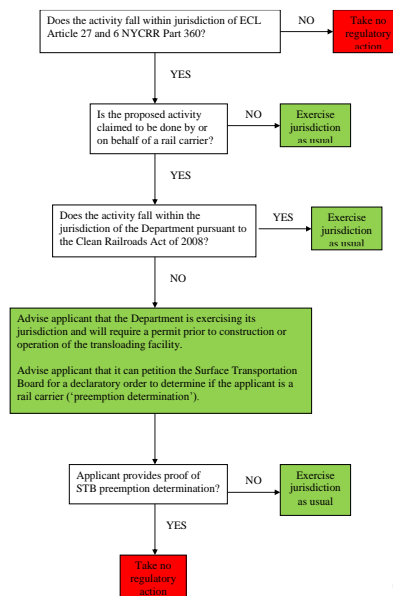 Does the activity fall within jurisdiction of ECL
Article 27 and 6 NYCRR Part 360?
NO
Take no
regulatory
action
YES
Is the proposed activity
claimed to be done by or
on behalf of a rail carrier?
NO
Exercise
jurisdiction
as usual
YES
Does the activity fall within the
jurisdiction of the Department pursuant to
the Clean Railroads Act of 2008?
YES
Exercise
jurisdiction
as usual
NO
Advise applicant that the Department is exercising its
jurisdiction and will require a permit prior to construction or
operation of the transloading facility.
Advise applicant that it can petition the Surface Transportation
Board for a declaratory order to determine if the applicant is a
rail carrier (‘preemption determination’).
Applicant provides proof of
STB preemption determination?
NO
Exercise
jurisdiction
as usual
YES
Take no
regulatory
action